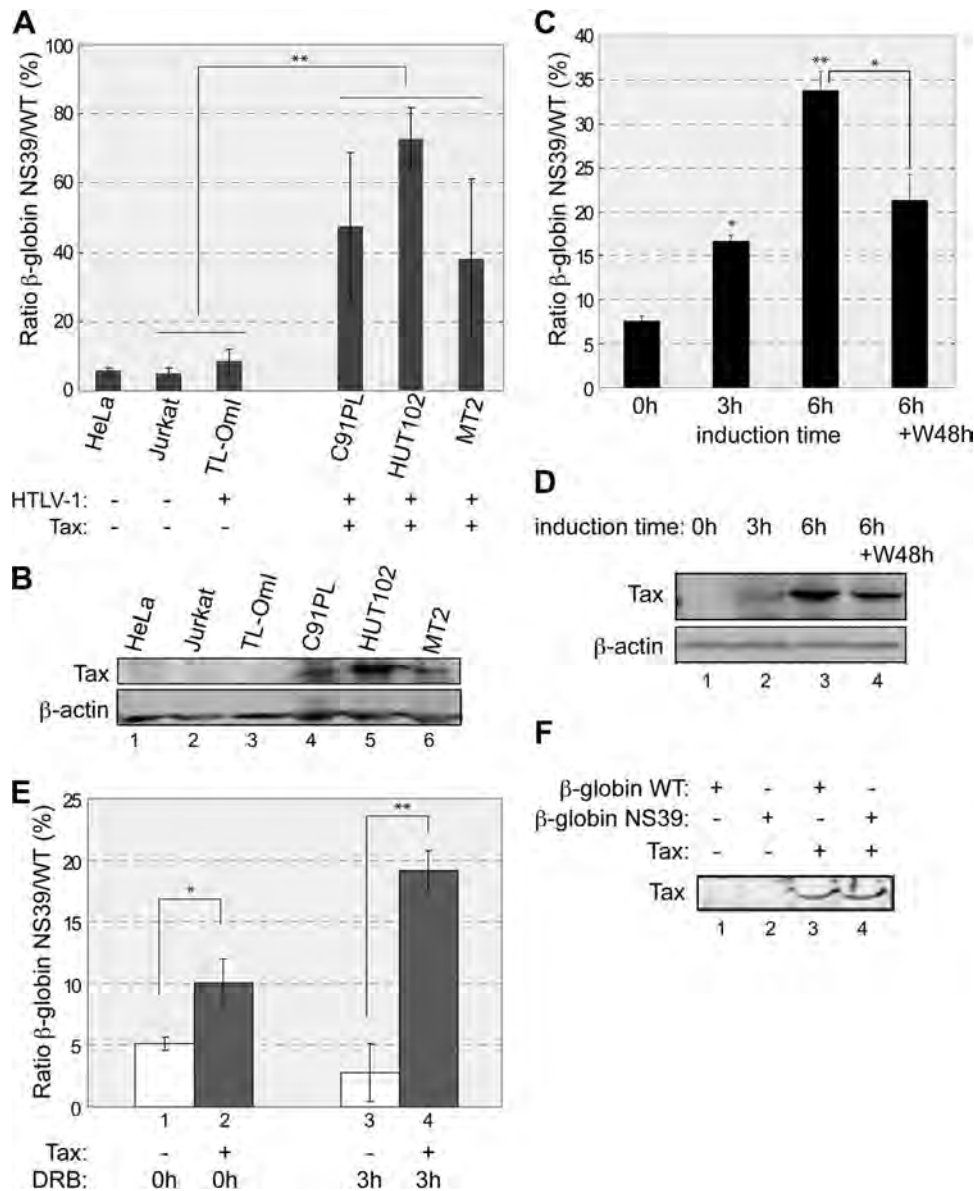 A
Ratio β-globin NS39/WT (%)
100
80
60
40
20
0
**
HeLa
Jurkat
TL-OmI
C91PL
HUT102
MT2
HTLV-1: - - + + + +
Tax: - - - + + +
B
HeLa
Jurkat
TL-OmI
C91PL
HUT102
MT2
Tax
β-actin
1 2 3 4 5 6
C
Ratio β-globin NS39/WT (%)
40
35
30
25
20
15
10
5
0
*
**
*
0h 3h 6h 6h
+W48h
induction time
D
induction time: 0h 3h 6h 6h
+W48h
Tax
β-actin
1 2 3 4
E
Ratio β-globin NS39/WT (%)
25
20
15
10
5
0
*
**
1 2 3 4
Tax: - + - +
DRB: 0h 0h 3h 3h
F
β-globin WT: + - + -
β-globin NS39: - + - +
Tax: - - + +
Tax
1 2 3 4